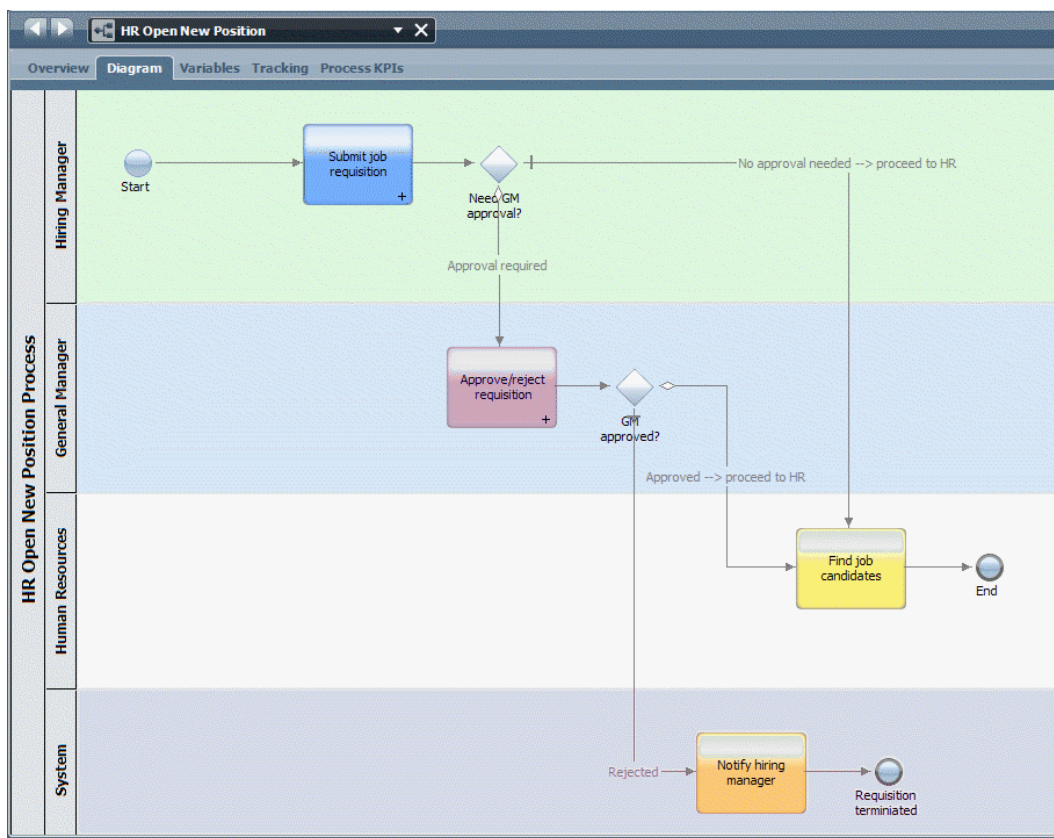 HR Open New Position
Overview
Diagram
Variables
Tracking
Process KPIs
HR Open New Position Process
Hiring Manager
Start
Submit job
requisition
Need GM
approval?
No approval needed --> proceed to HR
Approval required
General Manager
Approve/reject
requisition
GM
approved?
Approved --> proceed to HR
Human Resources
Find job
candidates
End
System
Rejected
Notify hiring
manager
Requisition
terminiated